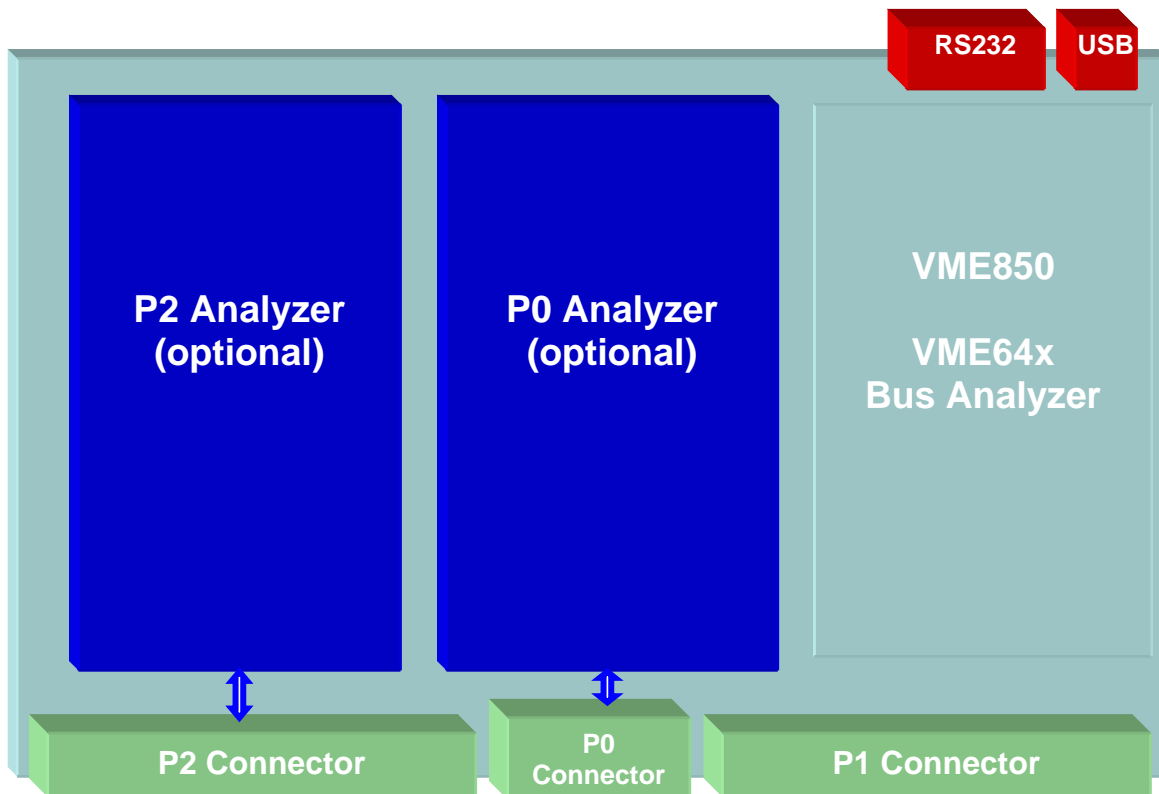 RS232
USB
P2 Analyzer
(optional)
P0 Analyzer
(optional)
VME850
VME64x
Bus Analyzer
P2 Connector
P0
Connector
P1 Connector